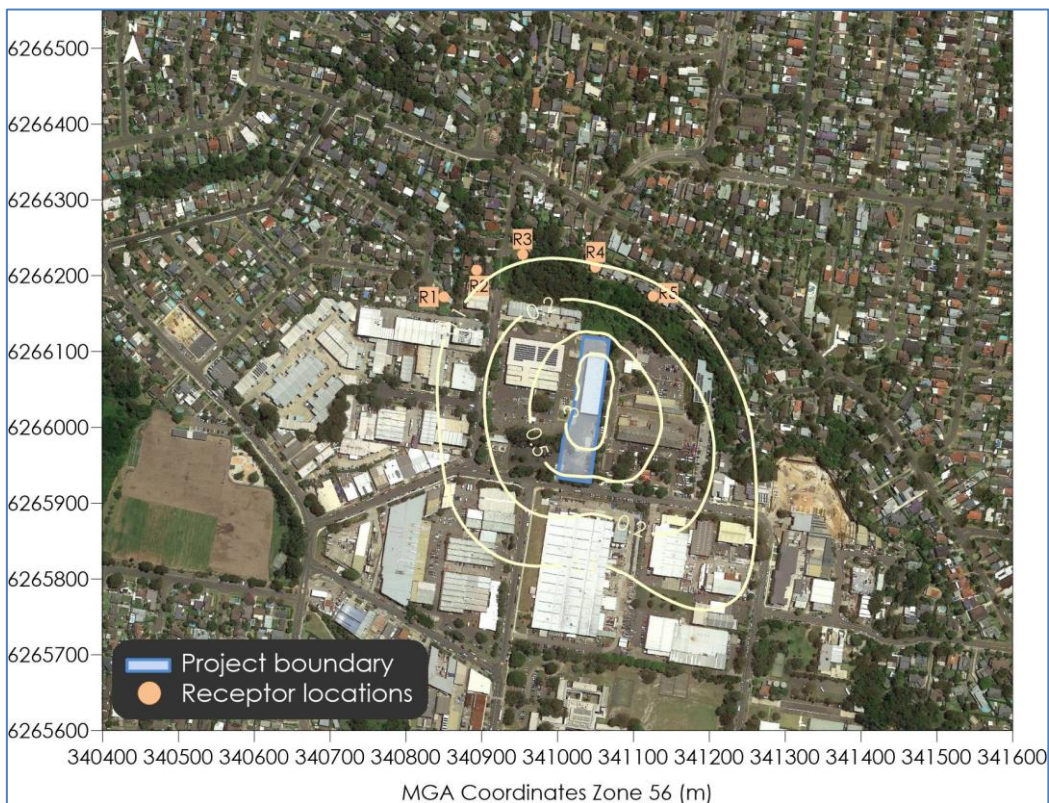 6266500
6266400
6266300
6266200
6266100
6266000
6265900
6265800
6265700
6265600
N
R3
R4
R2
R1
R5
0.2
0.5
0.2
Project boundary
Receptor locations
340400 340500 340600 340700 340800 340900 341000 341100 341200 341300 341400 341500 341600
MGA Coordinates Zone 56 (m)